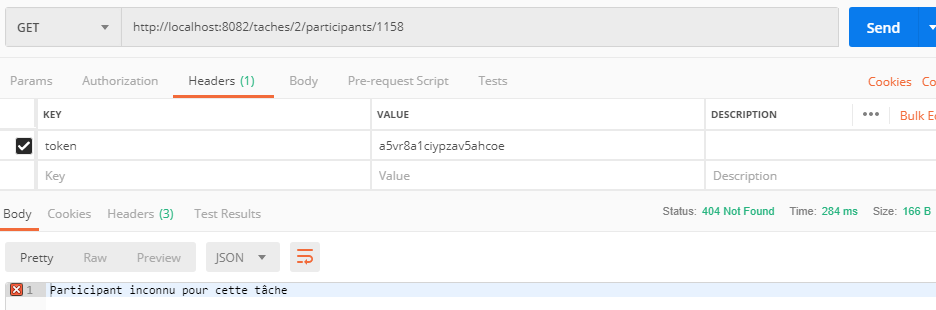 GET http://localhost:8082/taches/2/participants/1158 Send
Params Authorization Headers (1) Body Pre-request Script Tests Cookies Co
KEY VALUE DESCRIPTION ••• Bulk E
token a5vr8a1ciypzav5ahcoe
Key Value Description
Body Cookies Headers (3) Test Results Status: 404 Not Found Time: 284 ms Size: 166 B
Pretty Raw Preview JSON
1 Participant inconnu pour cette tâche